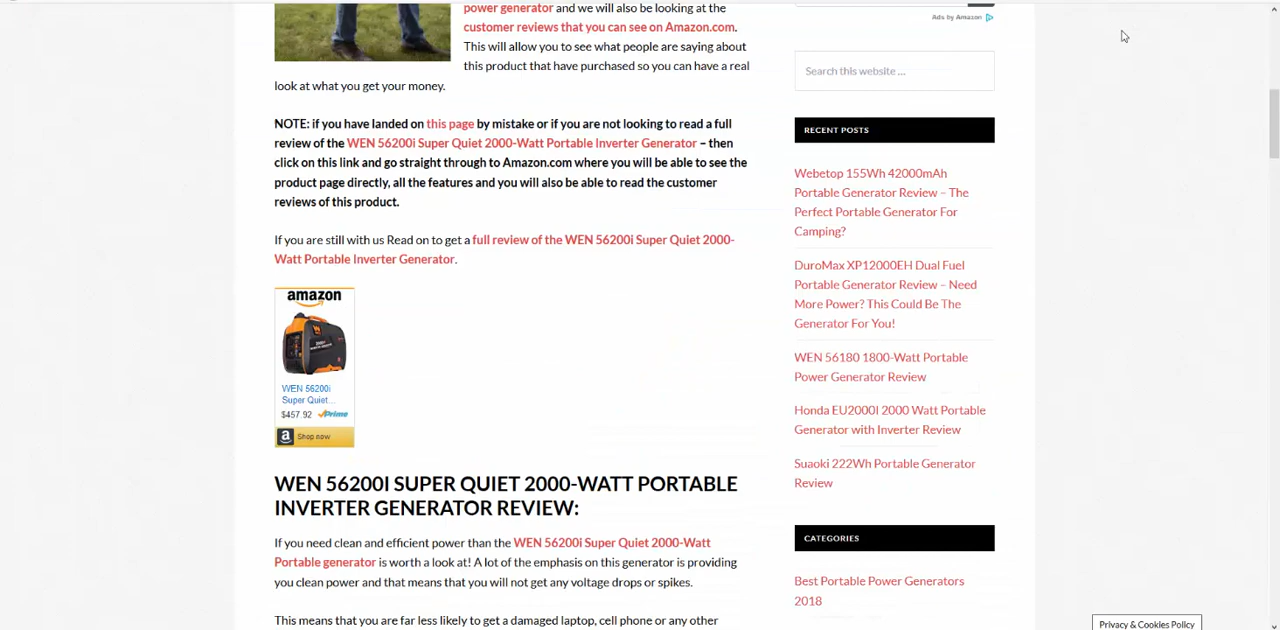 power generator and we will also be looking at the
customer reviews that you can see on Amazon.com.
This will allow you to see what people are saying about
this product that have purchased so you can have a real
look at what you get your money.
NOTE: if you have landed on this page by mistake or if you are not looking to read a full
review of the WEN 56200i Super Quiet 2000-Watt Portable Inverter Generator – then
click on this link and go straight through to Amazon.com where you will be able to see the
product page directly, all the features and you will also be able to read the customer
reviews of this product.
If you are still with us Read on to get a full review of the WEN 56200i Super Quiet 2000-
Watt Portable Inverter Generator.
amazon
WEN 56200i
Super Quiet...
$457.92 Prime
a Shop now
WEN 56200I SUPER QUIET 2000-WATT PORTABLE
INVERTER GENERATOR REVIEW:
If you need clean and efficient power than the WEN 56200i Super Quiet 2000-Watt
Portable generator is worth a look at! A lot of the emphasis on this generator is providing
you clean power and that means that you will not get any voltage drops or spikes.
This means that you are far less likely to get a damaged laptop, cell phone or any other
Ads by Amazon
Search this website ...
RECENT POSTS
Webetop 155Wh 42000mAh
Portable Generator Review – The
Perfect Portable Generator For
Camping?
DuroMax XP12000EH Dual Fuel
Portable Generator Review – Need
More Power? This Could Be The
Generator For You!
WEN 56180 1800-Watt Portable
Power Generator Review
Honda EU2000I 2000 Watt Portable
Generator with Inverter Review
Suaoki 222Wh Portable Generator
Review
CATEGORIES
Best Portable Power Generators
2018
Privacy & Cookies Policy